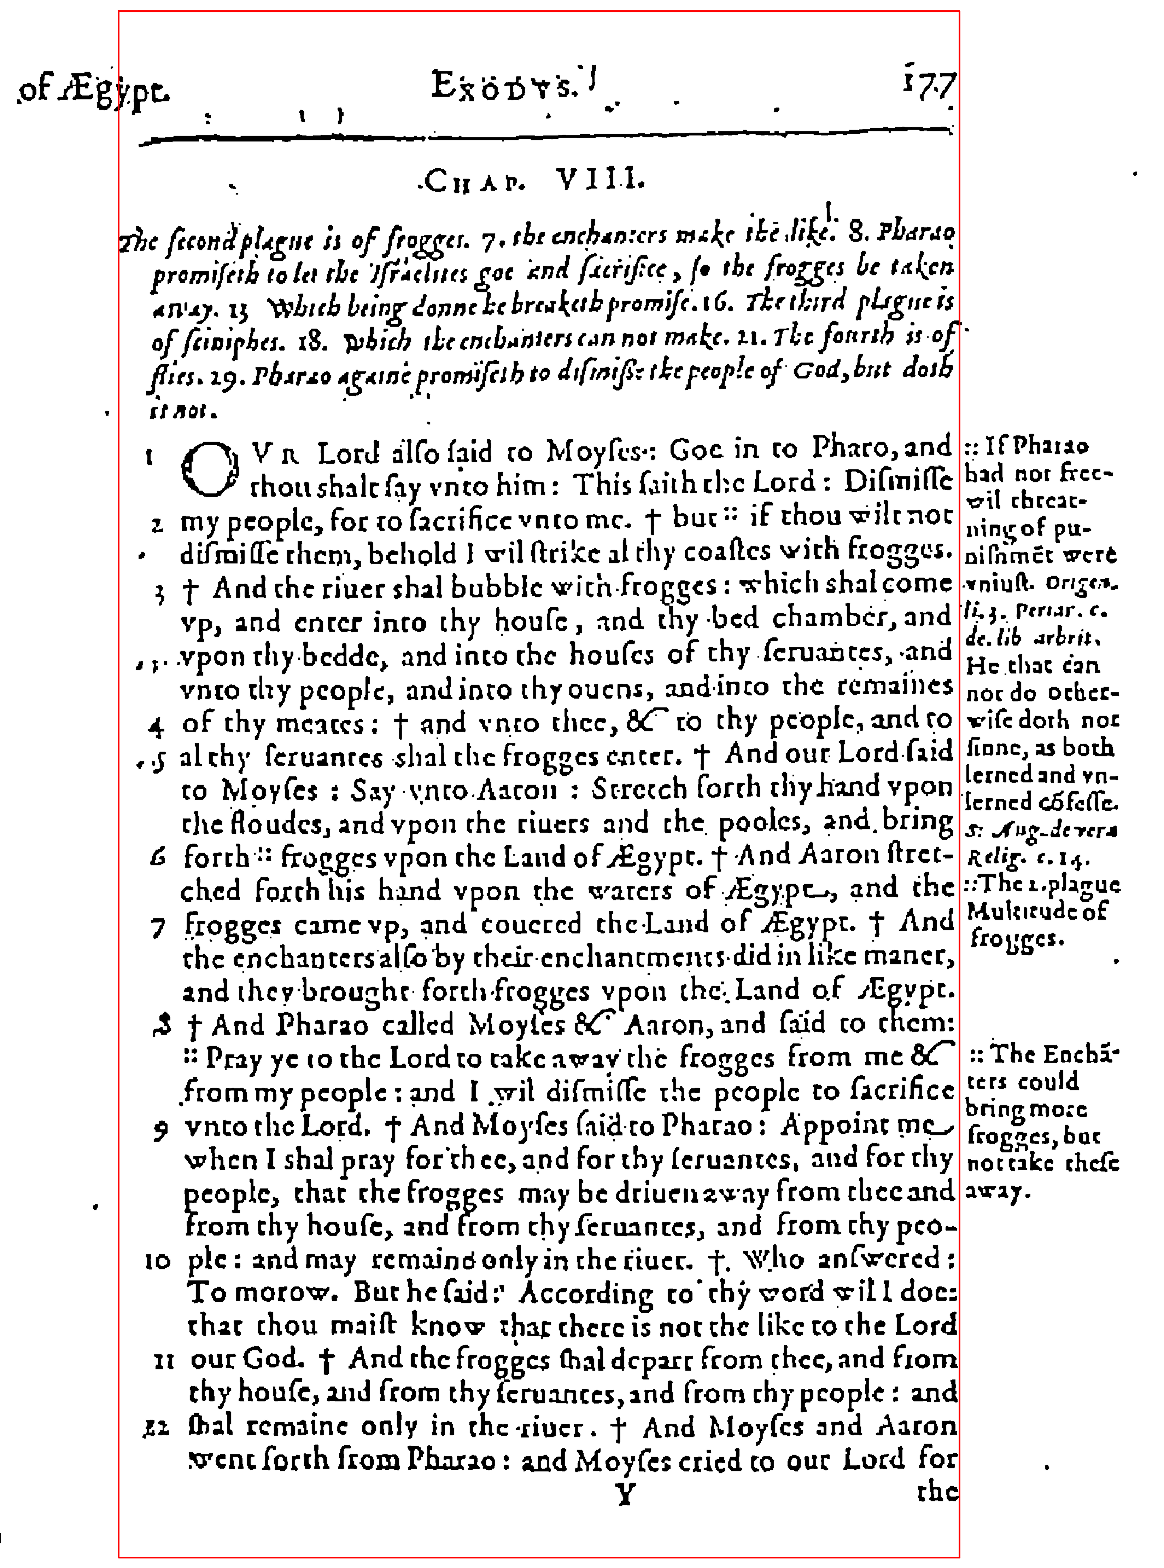 of Ægypt.
EXODVS.
177
CHAP. VIII.
The second plague is of frogges. 7. the enchanters make the like. 8. Pharao
promiseth to let the Israelites goe and sacrifice, so the frogges be taken
away. 15 Which being donne he breaketh promise. 16. The third plague is
of sciniphes. 18. Which the enchanters can not make. 21. The fourth is of
flies. 29. Pharao againe promiseth to dismisse the people of God, but doth
it not.
1 OVR Lord also said to Moyses: Goe in to Pharo, and
thou shalt say vnto him: This saith the Lord: Dismisse
2 my people, for to sacrifice vnto me. † but :: if thou wilt not
dismisse them, behold I wil strike al thy coastes with frogges.
3 † And the riuer shal bubble with frogges: which shal come
vp, and enter into thy house, and thy bed chamber, and
vpon thy bedde, and into the houses of thy seruantes, and
vnto thy people, and into thy ouens, and into the remaines
4 of thy meates: † and vnto thee, & to thy people, and to
5 al thy seruantes shal the frogges enter. † And our Lord said
to Moyses: Say vnto Aaron: Stretch forth thy hand vpon
the floudes, and vpon the riuers and the pooles, and bring
6 forth :: frogges vpon the Land of Ægypt. † And Aaron stret-
ched forth his hand vpon the waters of Ægypt, and the
7 frogges came vp, and couered the Land of Ægypt. † And
the enchanters also by their enchantments did in like maner,
and they brought forth frogges vpon the Land of Ægypt.
8 † And Pharao called Moyses & Aaron, and said to them:
:: Pray ye to the Lord to take away the frogges from me &
from my people: and I wil dismisse the people to sacrifice
9 vnto the Lord. † And Moyses said to Pharao: Appoint me
when I shal pray for thee, and for thy seruantes, and for thy
people, that the frogges may be driuen away from thee and
from thy house, and from thy seruantes, and from thy peo-
10 ple: and may remaine only in the riuer. †. Who answered:
To morow. But he said: According to thy word wil I doe:
that thou maist know that there is not the like to the Lord
11 our God. † And the frogges shal depart from thee, and from
thy house, and from thy seruantes, and from thy people: and
12 shal remaine only in the riuer. † And Moyses and Aaron
went forth from Pharao: and Moyses cried to our Lord for
Y
the
:: If Pharao
had not free-
wil threat-
ning of pu-
nishmēt were
vniust. Origen.
li. 3. Periar. c.
de. lib arbrit.
He that can
not do other-
wise doth not
sinne, as both
lerned and vn-
lerned cōfesse.
S. Aug. de vera
Relig. c. 14.
:: The 2. plague
Multitude of
frogges.
:: The Enchā-
ters could
bring more
frogges, but
not take these
away.